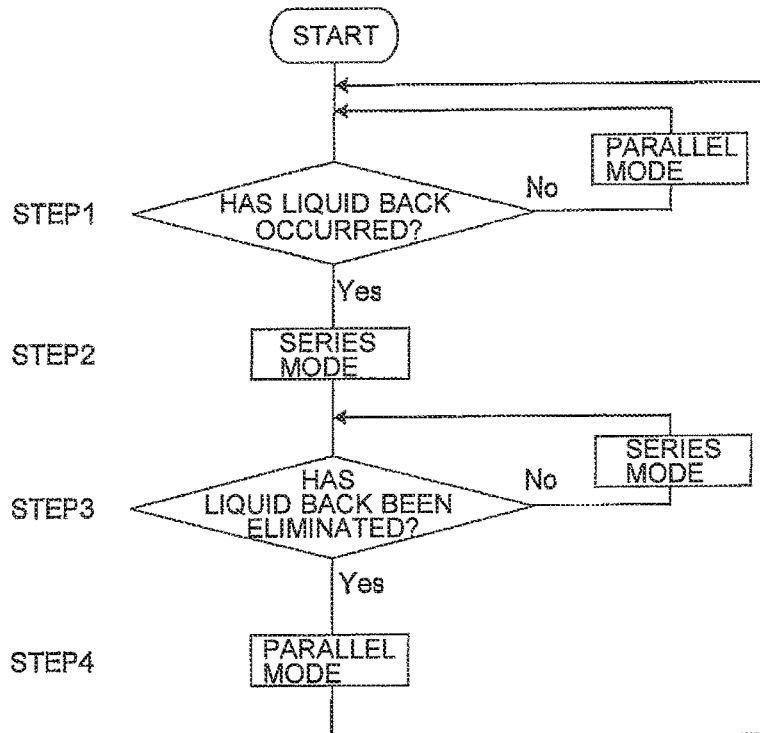 START
PARALLEL
MODE
STEP1
HAS LIQUID BACK
OCCURRED?
No
Yes
STEP2
SERIES
MODE
SERIES
MODE
STEP3
HAS
LIQUID BACK BEEN
ELIMINATED?
No
Yes
STEP4
PARALLEL
MODE